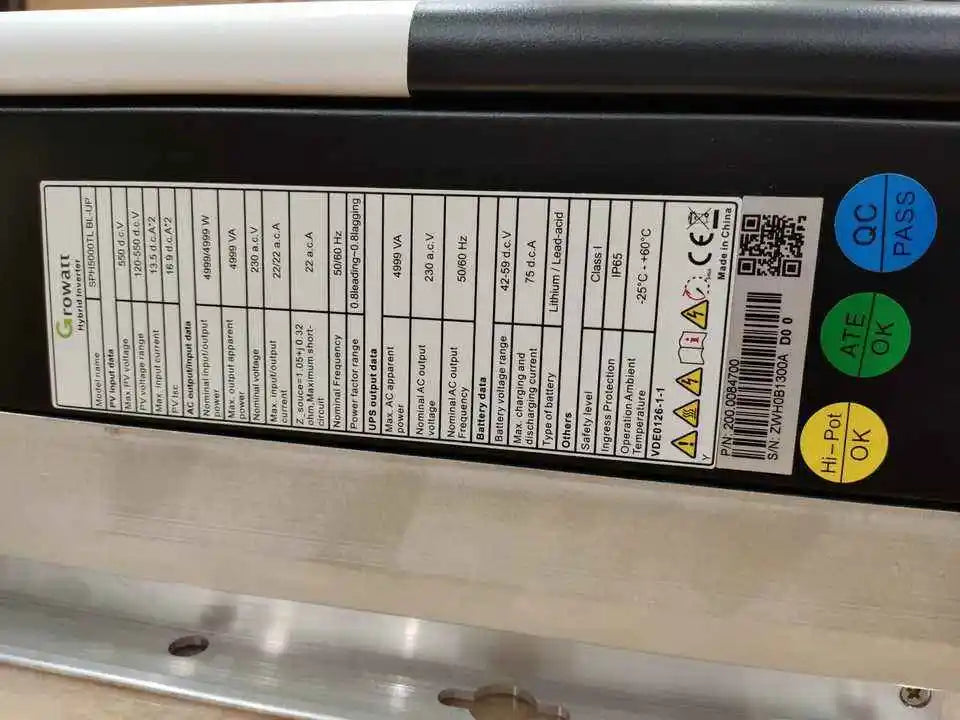 Growatt
Hybrid Inverter
Model name SPH5000TL BL-UP
PV input data
Max. PV voltage 550 d.c.V
PV voltage range 120-550 d.c.V
Max. input current 13.5 d.c.A*2
PV Isc 16.9 d.c.A*2
AC output/input data
Nominal input/output power 4999/4999 W
Max. output apparent power 4999 VA
Nominal voltage 230 a.c.V
Max. input/output current 22/22 a.c.A
Z_souce=1.05+j 0.32 ohm,Maximum short-circuit 22 a.c.A
Nominal Frequency 50/60 Hz
Power factor range 0.8leading~0.8lagging
UPS output data
Max. AC apparent power 4999 VA
Nominal AC output voltage 230 a.c.V
Nominal AC output Frequency 50/60 Hz
Battery data
Battery voltage range 42-59 d.c.V
Max. charging and discharging current 75 d.c.A
Type of battery Lithium / Lead-acid
Others
Safety level Class I
Ingress Protection IP65
Operation Ambient Temperature -25°C - +60°C
VDE0126-1-1
CE
Y
Made in China
P/N: 200.0084700
S/N: ZWH0B1300A D0 0
Hi-Pot
OK
ATE
OK
QC
PASS